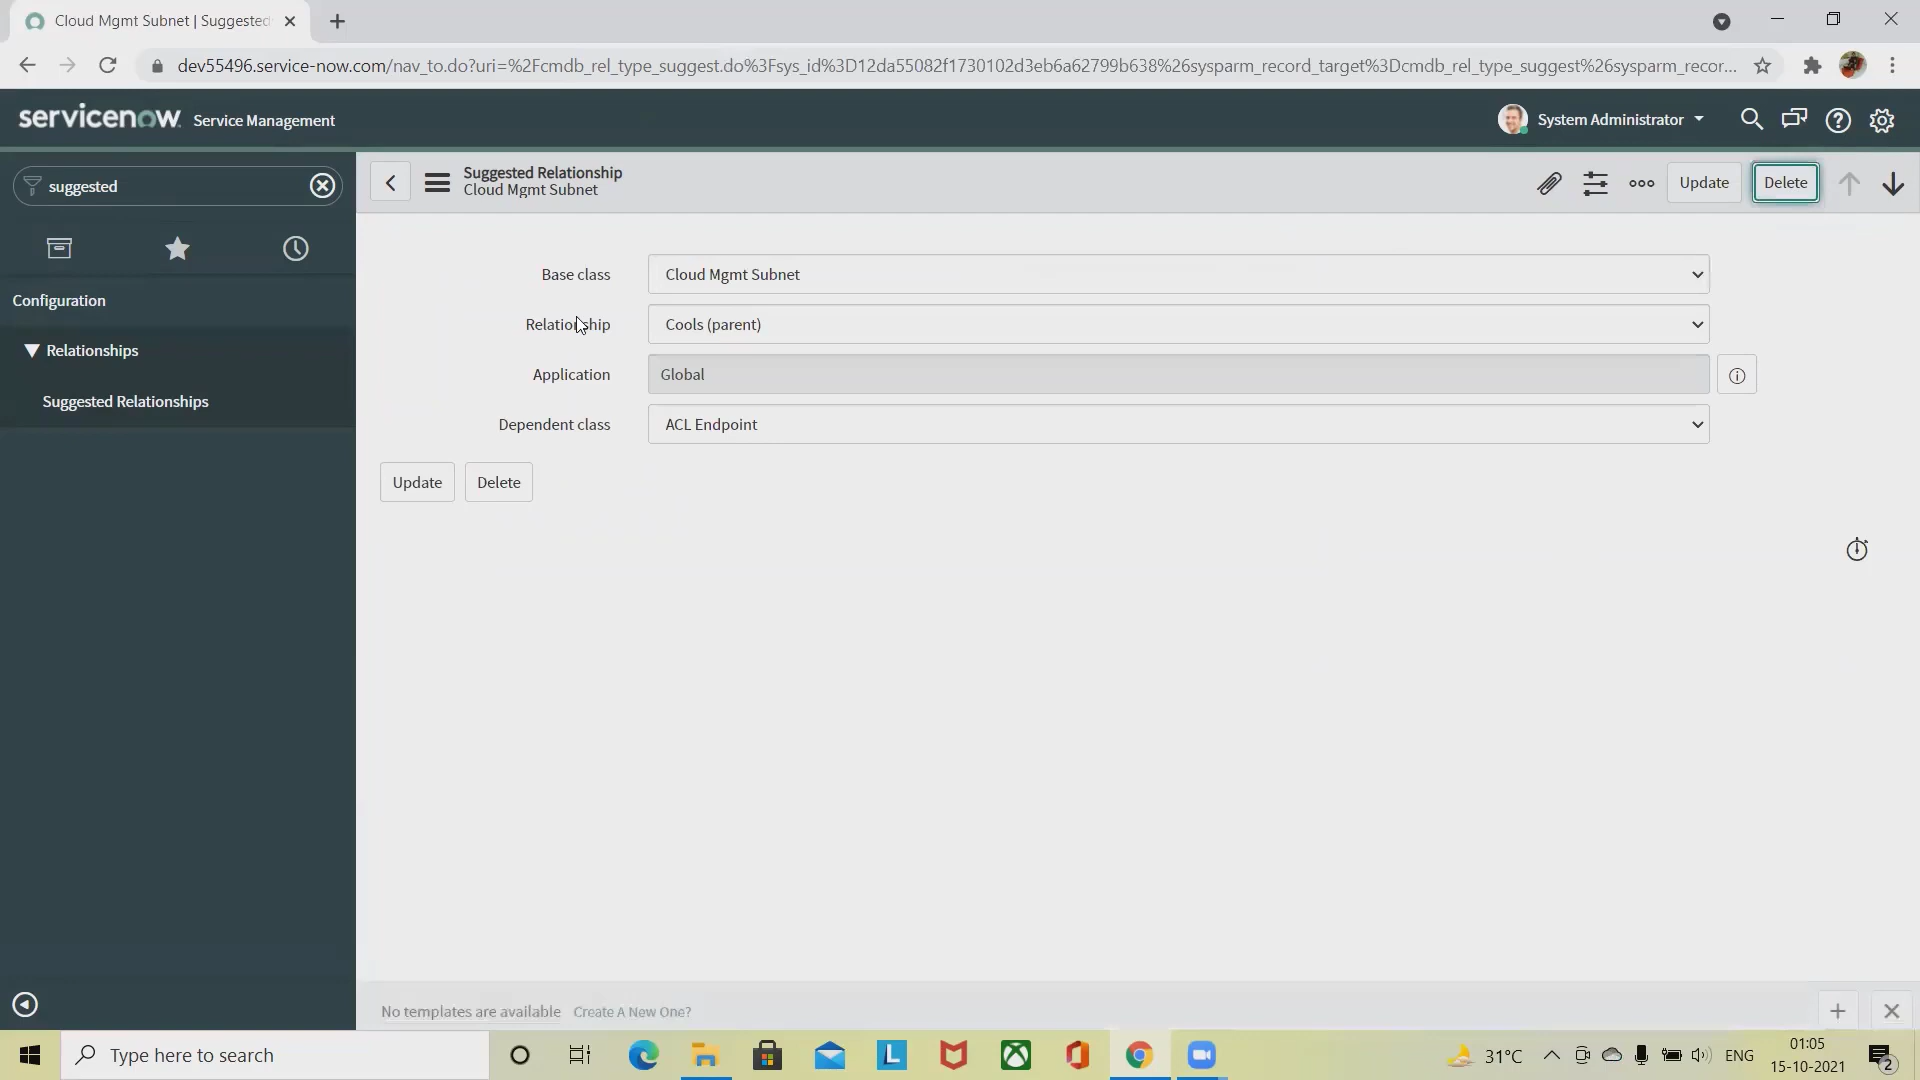 Cloud Mgmt Subnet | Suggested
dev55496.service-now.com/nav_to.do?uri=%2Fcmdb_rel_type_suggest.do%3Fsys_id%3D12da55082f1730102d3eb6a62799b638%26sysparm_record_target%3Dcmdb_rel_type_suggest%26sysparm_recor...
servicenow. Service Management
System Administrator
suggested
Suggested Relationship
Cloud Mgmt Subnet
Update
Delete
Configuration
Relationships
Suggested Relationships
Base class
Cloud Mgmt Subnet
Relationship
Cools (parent)
Application
Global
Dependent class
ACL Endpoint
Update
Delete
No templates are available Create A New One?
Type here to search
31°C
ENG
01:05
15-10-2021
2